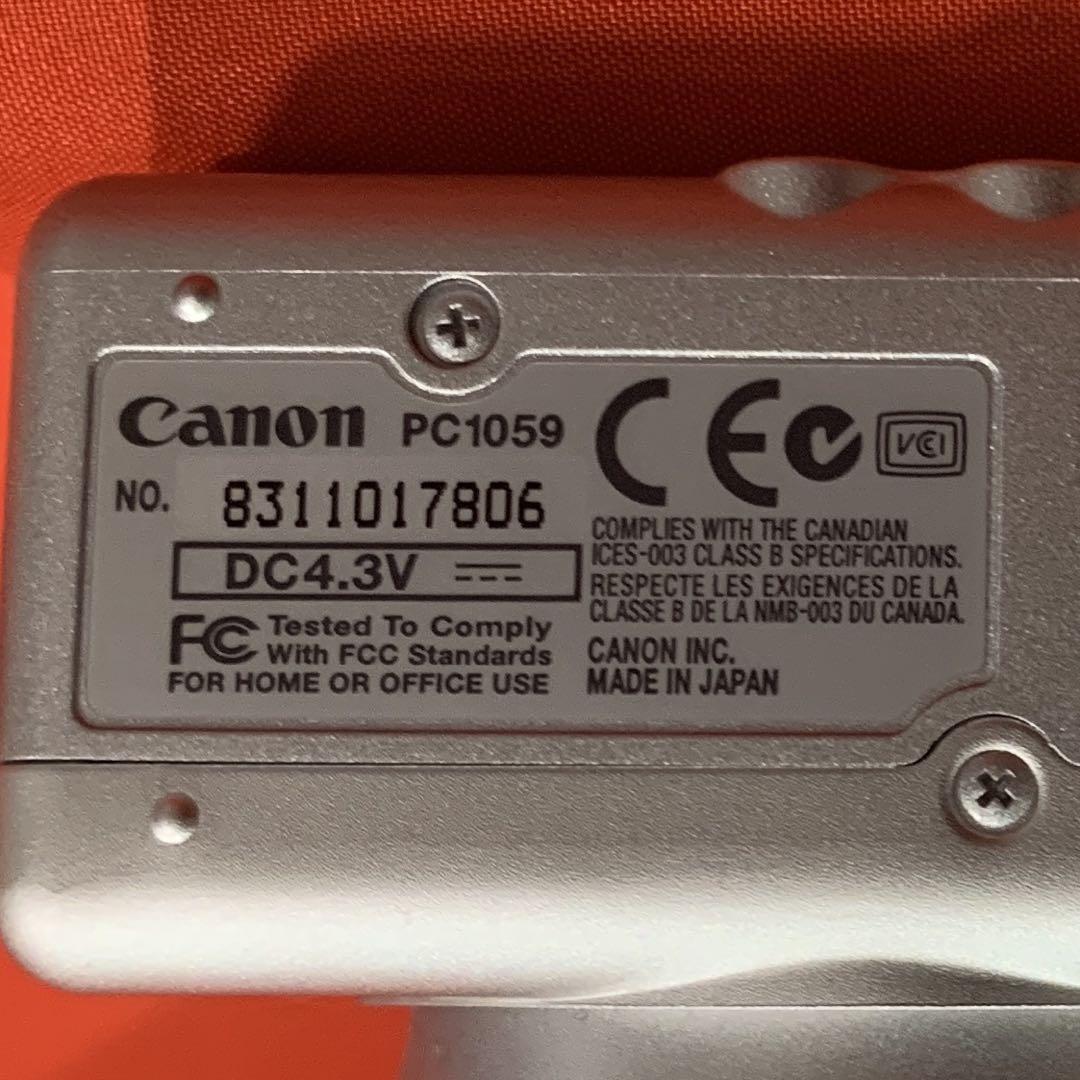 Canon PC1059
NO. 8311017806
DC4.3V
FC Tested To Comply
With FCC Standards
FOR HOME OR OFFICE USE
CE
VCI
COMPLIES WITH THE CANADIAN
ICES-003 CLASS B SPECIFICATIONS.
RESPECTE LES EXIGENCES DE LA
CLASSE B DE LA NMB-003 DU CANADA.
CANON INC.
MADE IN JAPAN